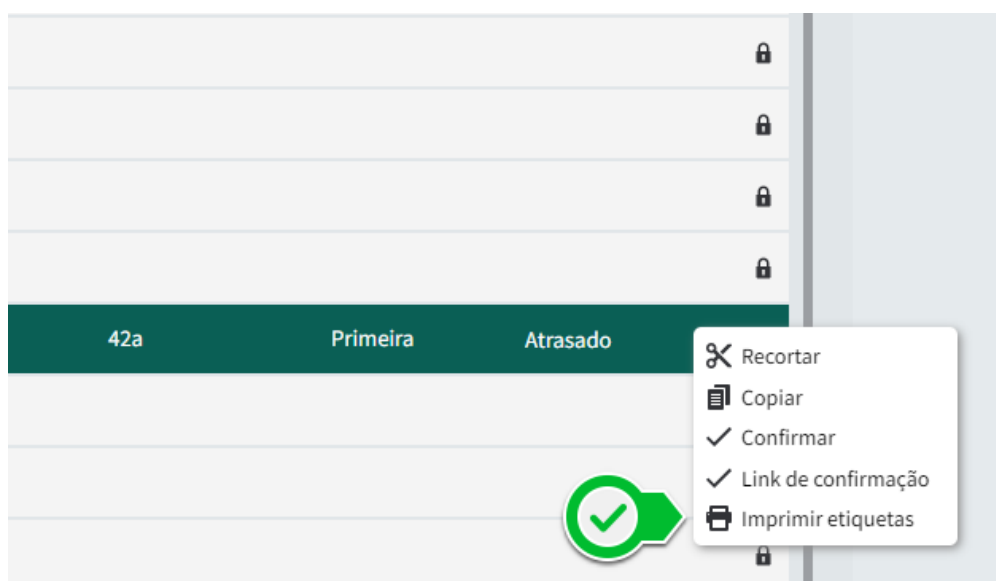 42a Primeira Atrasado
Recortar
Copiar
Confirmar
Link de confirmação
Imprimir etiquetas